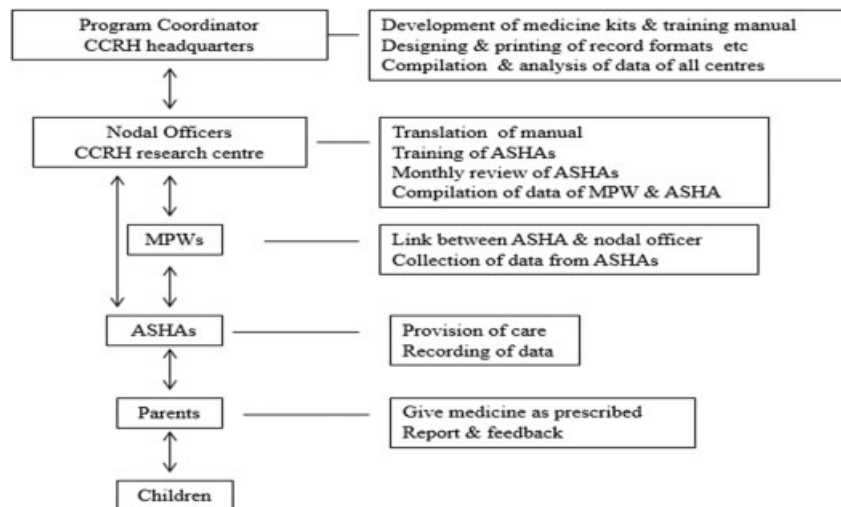 Program Coordinator
CCRH headquarters
Development of medicine kits & training manual
Designing & printing of record formats etc
Compilation & analysis of data of all centres
Nodal Officers
CCRH research centre
Translation of manual
Training of ASHAs
Monthly review of ASHAs
Compilation of data of MPW & ASHA
MPWs
Link between ASHA & nodal officer
Collection of data from ASHAs
ASHAs
Provision of care
Recording of data
Parents
Give medicine as prescribed
Report & feedback
Children